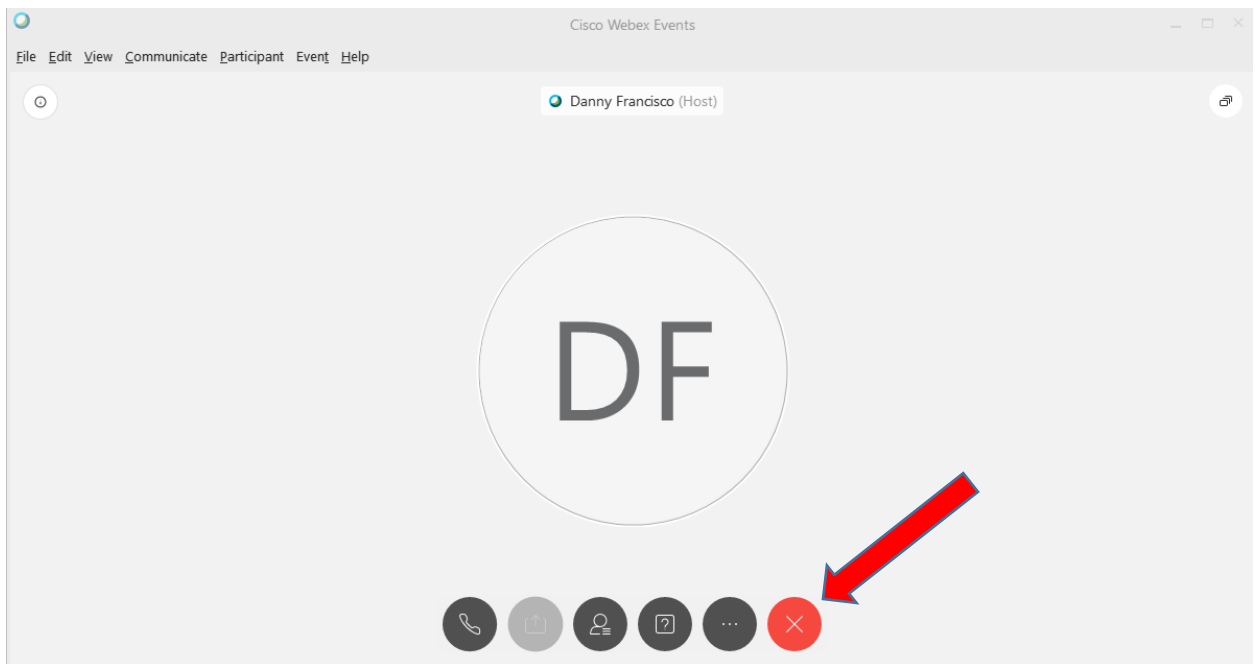 Cisco Webex Events
File Edit View Communicate Participant Event Help
Danny Francisco (Host)
DF
?